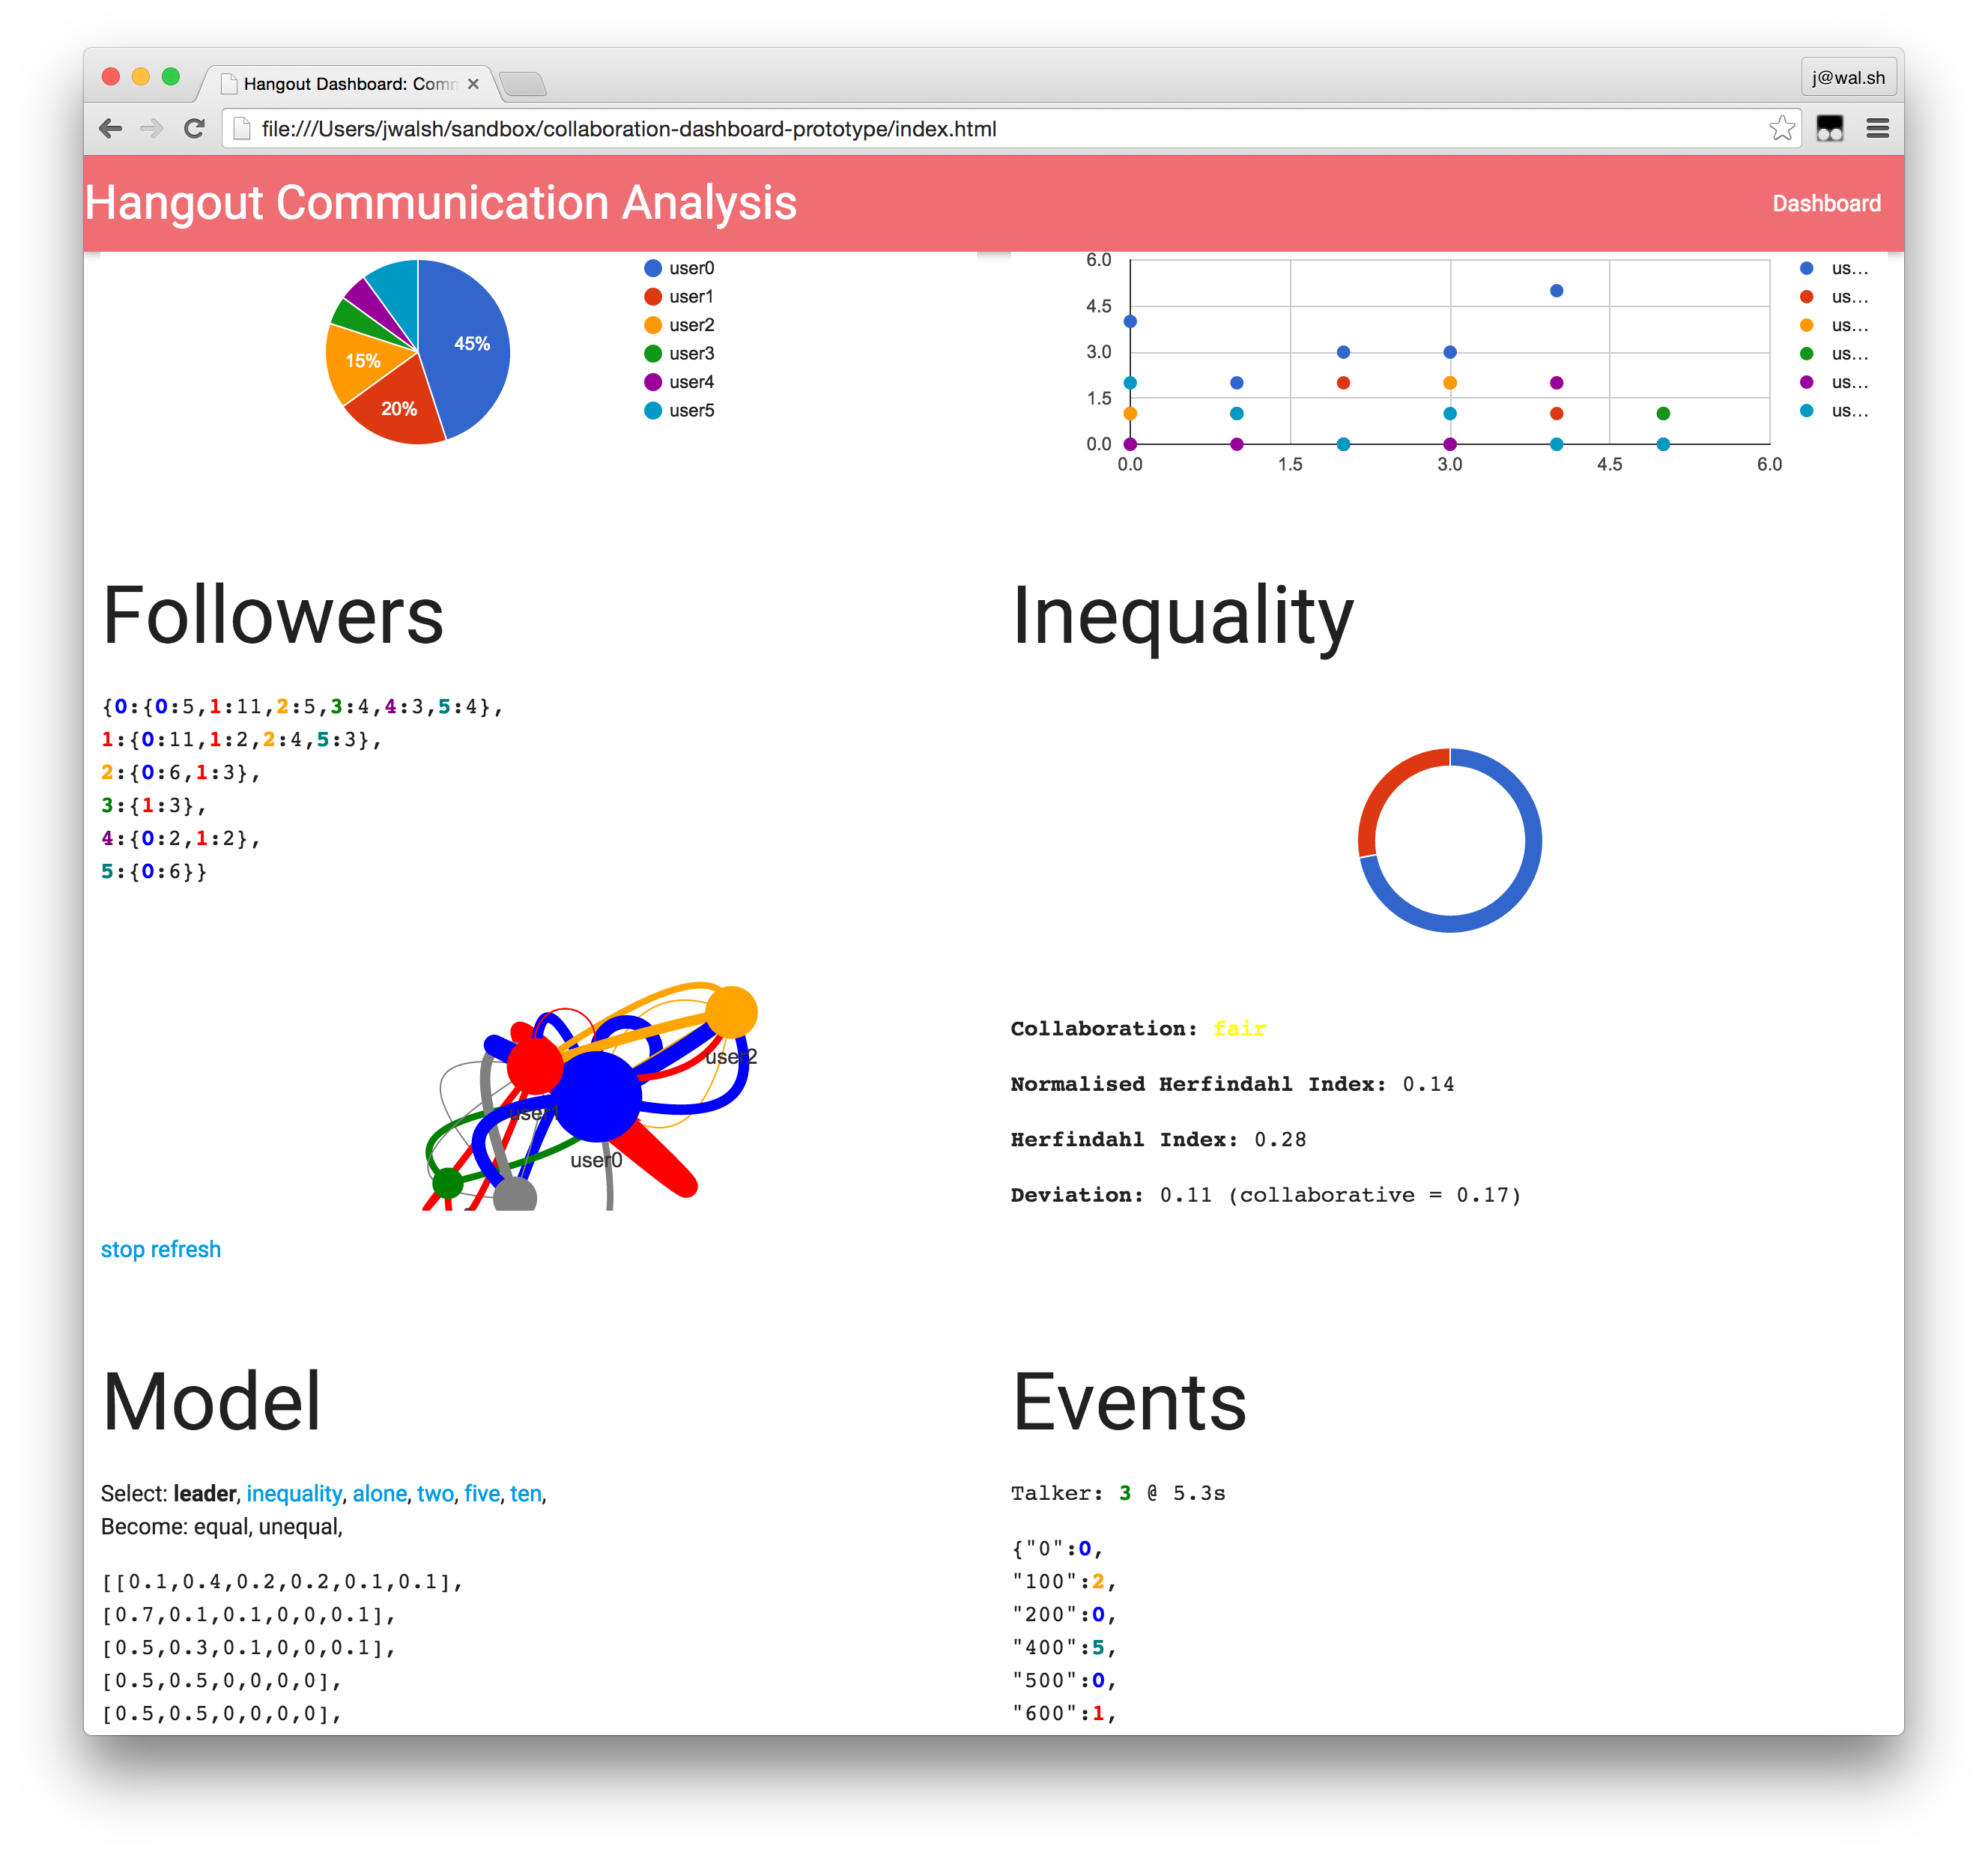 Hangout Dashboard: Comm
j@wal.sh
file:///Users/jwalsh/sandbox/collaboration-dashboard-prototype/index.html
Hangout Communication Analysis
Dashboard
45%
15%
20%
user0
user1
user2
user3
user4
user5
6.0
4.5
3.0
1.5
0.0
0.0 1.5 3.0 4.5 6.0
us...
us...
us...
us...
us...
us...
Followers
{0:{0:5,1:11,2:5,3:4,4:3,5:4},
1:{0:11,1:2,2:4,5:3},
2:{0:6,1:3},
3:{1:3},
4:{0:2,1:2},
5:{0:6}}
user2
user1
user0
stop refresh
Inequality
Collaboration: fair
Normalised Herfindahl Index: 0.14
Herfindahl Index: 0.28
Deviation: 0.11 (collaborative = 0.17)
Model
Select: leader, inequality, alone, two, five, ten,
Become: equal, unequal,
[[0.1,0.4,0.2,0.2,0.1,0.1],
[0.7,0.1,0.1,0,0,0.1],
[0.5,0.3,0.1,0,0,0.1],
[0.5,0.5,0,0,0,0],
[0.5,0.5,0,0,0,0],
Events
Talker: 3 @ 5.3s
{"0":0,
"100":2,
"200":0,
"400":5,
"500":0,
"600":1,